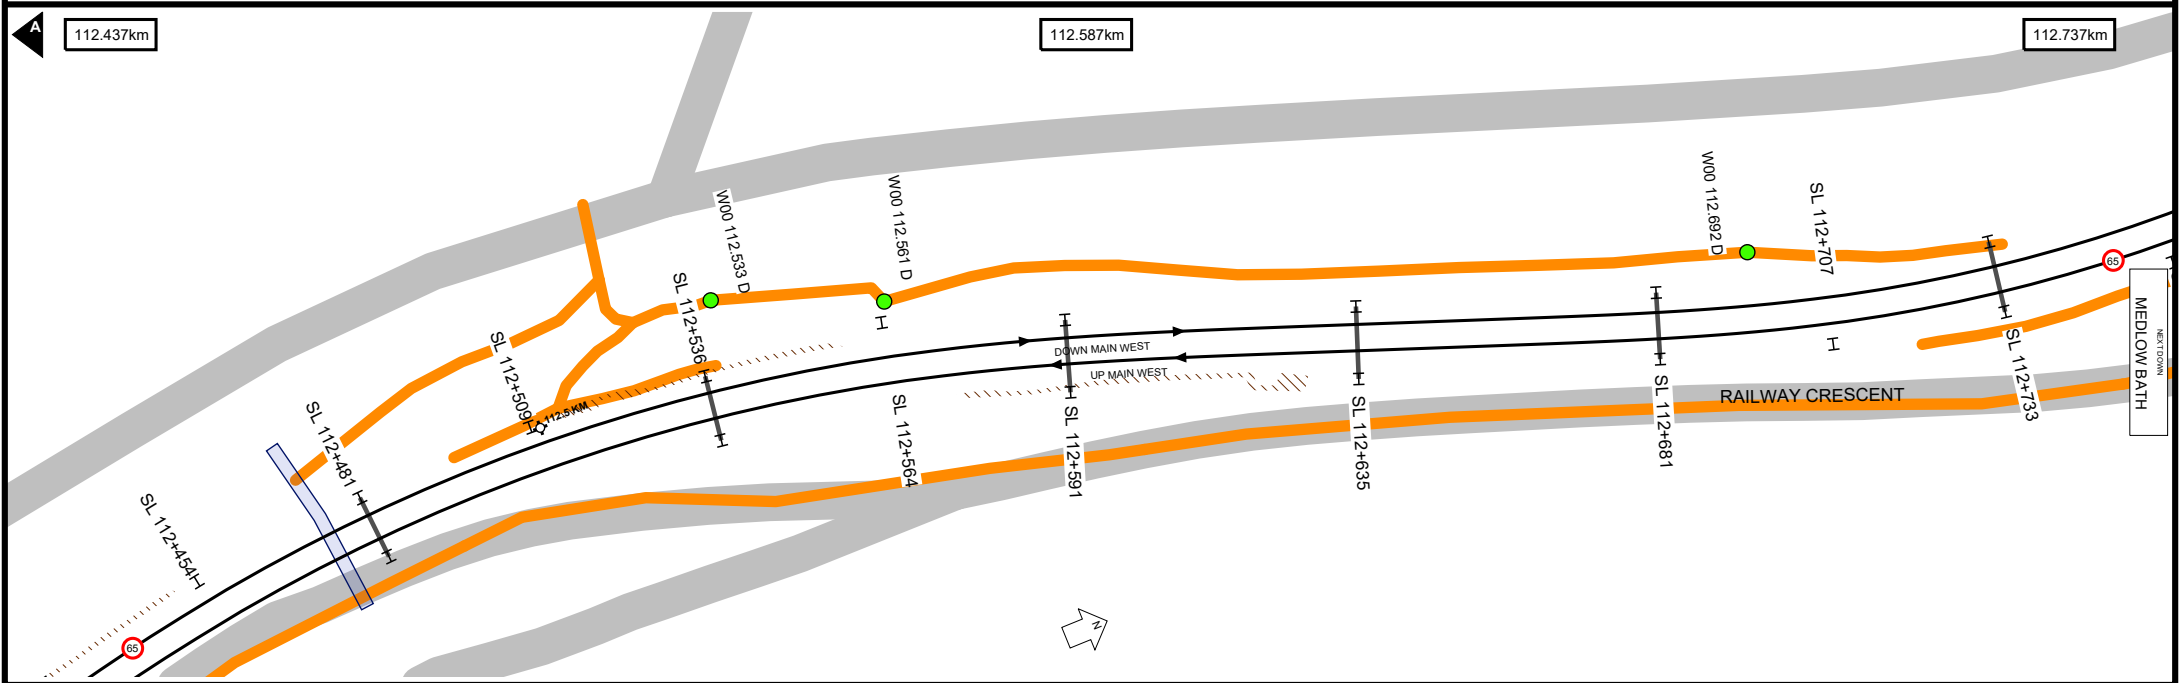 A
112.437km
112.587km
112.737km
W00 112.533 D
W00 112.561 D
W00 112.692 D
SL 112+707
SL 112+536
SL 112+509
112.5 KM
SL 112+481
SL 112+454
DOWN MAIN WEST
UP MAIN WEST
SL 112+564
SL 112+591
SL 112+635
SL 112+681
RAILWAY CRESCENT
SL 112+733
65
65
NEXT DOWN
MEDLOW BATH
N